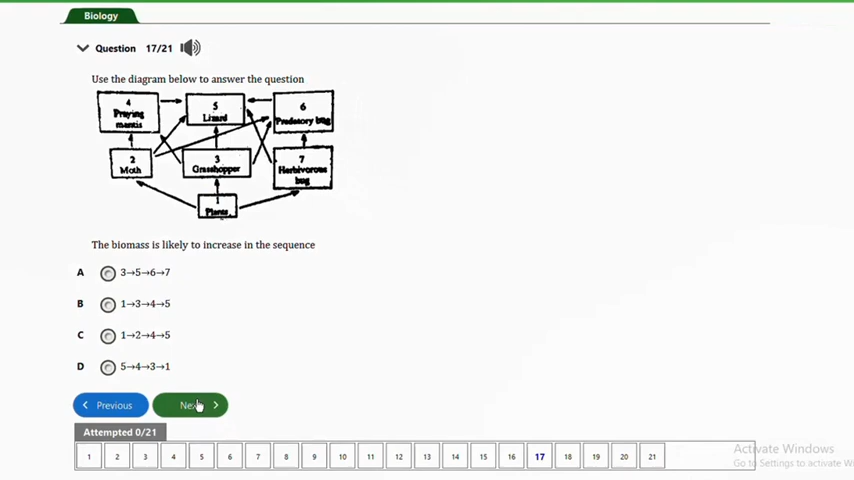 Biology
Question 17/21
Use the diagram below to answer the question
4
Praying
mantis
5
Lizard
6
Predatory bug
2
Moth
3
Grasshopper
7
Herbivorous
bug
1
Plants
The biomass is likely to increase in the sequence
A 3→5→6→7
B 1→3→4→5
C 1→2→4→5
D 5→4→3→1
Previous
Next
Attempted 0/21
1 2 3 4 5 6 7 8 9 10 11 12 13 14 15 16 17 18 19 20 21
Activate Windows
Go to Settings to activate Wi